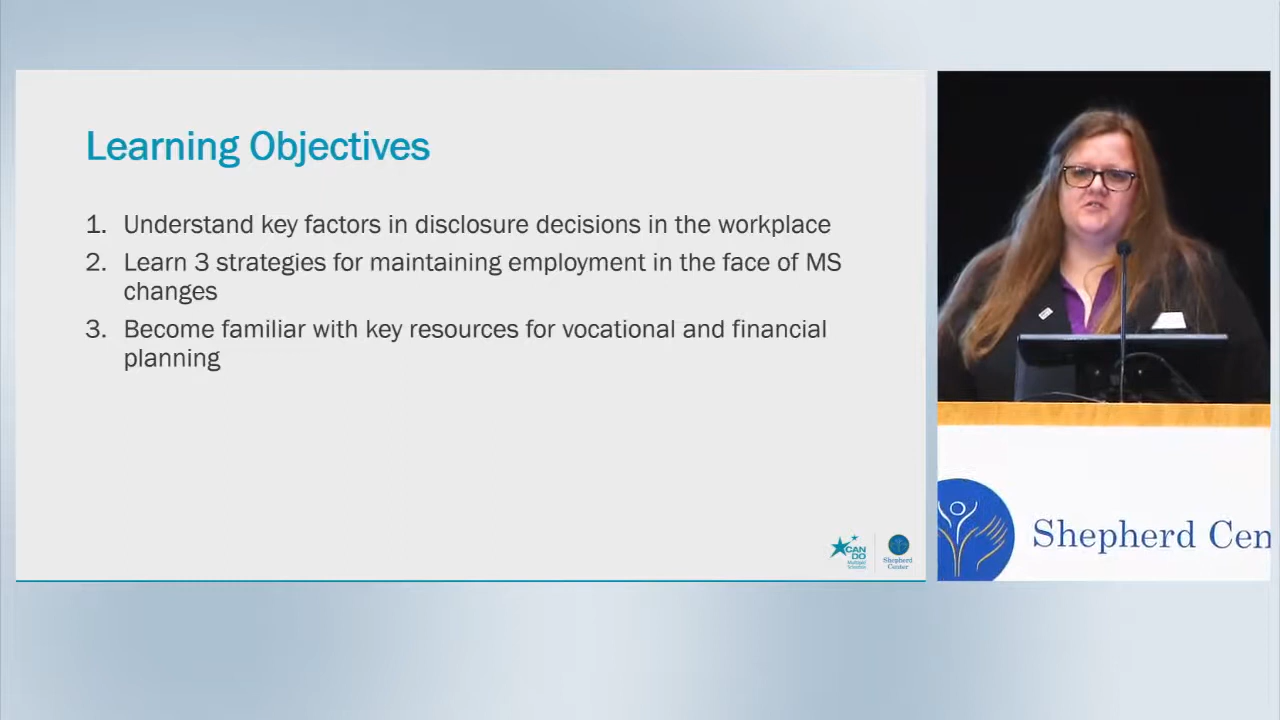 Learning Objectives
1. Understand key factors in disclosure decisions in the workplace
2. Learn 3 strategies for maintaining employment in the face of MS
changes
3. Become familiar with key resources for vocational and financial
planning
CAN
DO
Multiple
Sclerosis
Shepherd
Center
Shepherd Cen